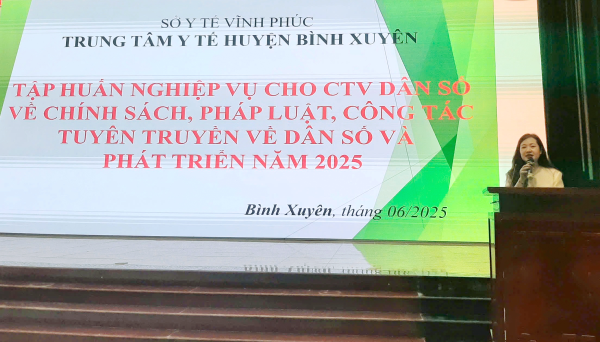 SỞ Y TẾ VĨNH PHÚC
TRUNG TÂM Y TẾ HUYỆN BÌNH XUYÊN
TẬP HUẤN NGHIỆP VỤ CHO CTV DÂN SỐ
VỀ CHÍNH SÁCH, PHÁP LUẬT, CÔNG TÁC
TUYÊN TRUYỀN VỀ DÂN SỐ VÀ
PHÁT TRIỂN NĂM 2025
Bình Xuyên, tháng 06/2025